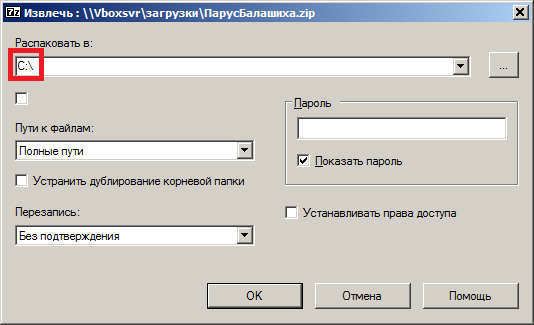 Извлечь : \\Vboxsvr\загрузки\ПарусБалашиха.zip
Распаковать в:
C:\
...
Пароль
Пути к файлам:
Полные пути
Показать пароль
Устранить дублирование корневой папки
Перезапись:
Устанавливать права доступа
Без подтверждения
OK
Отмена
Помощь